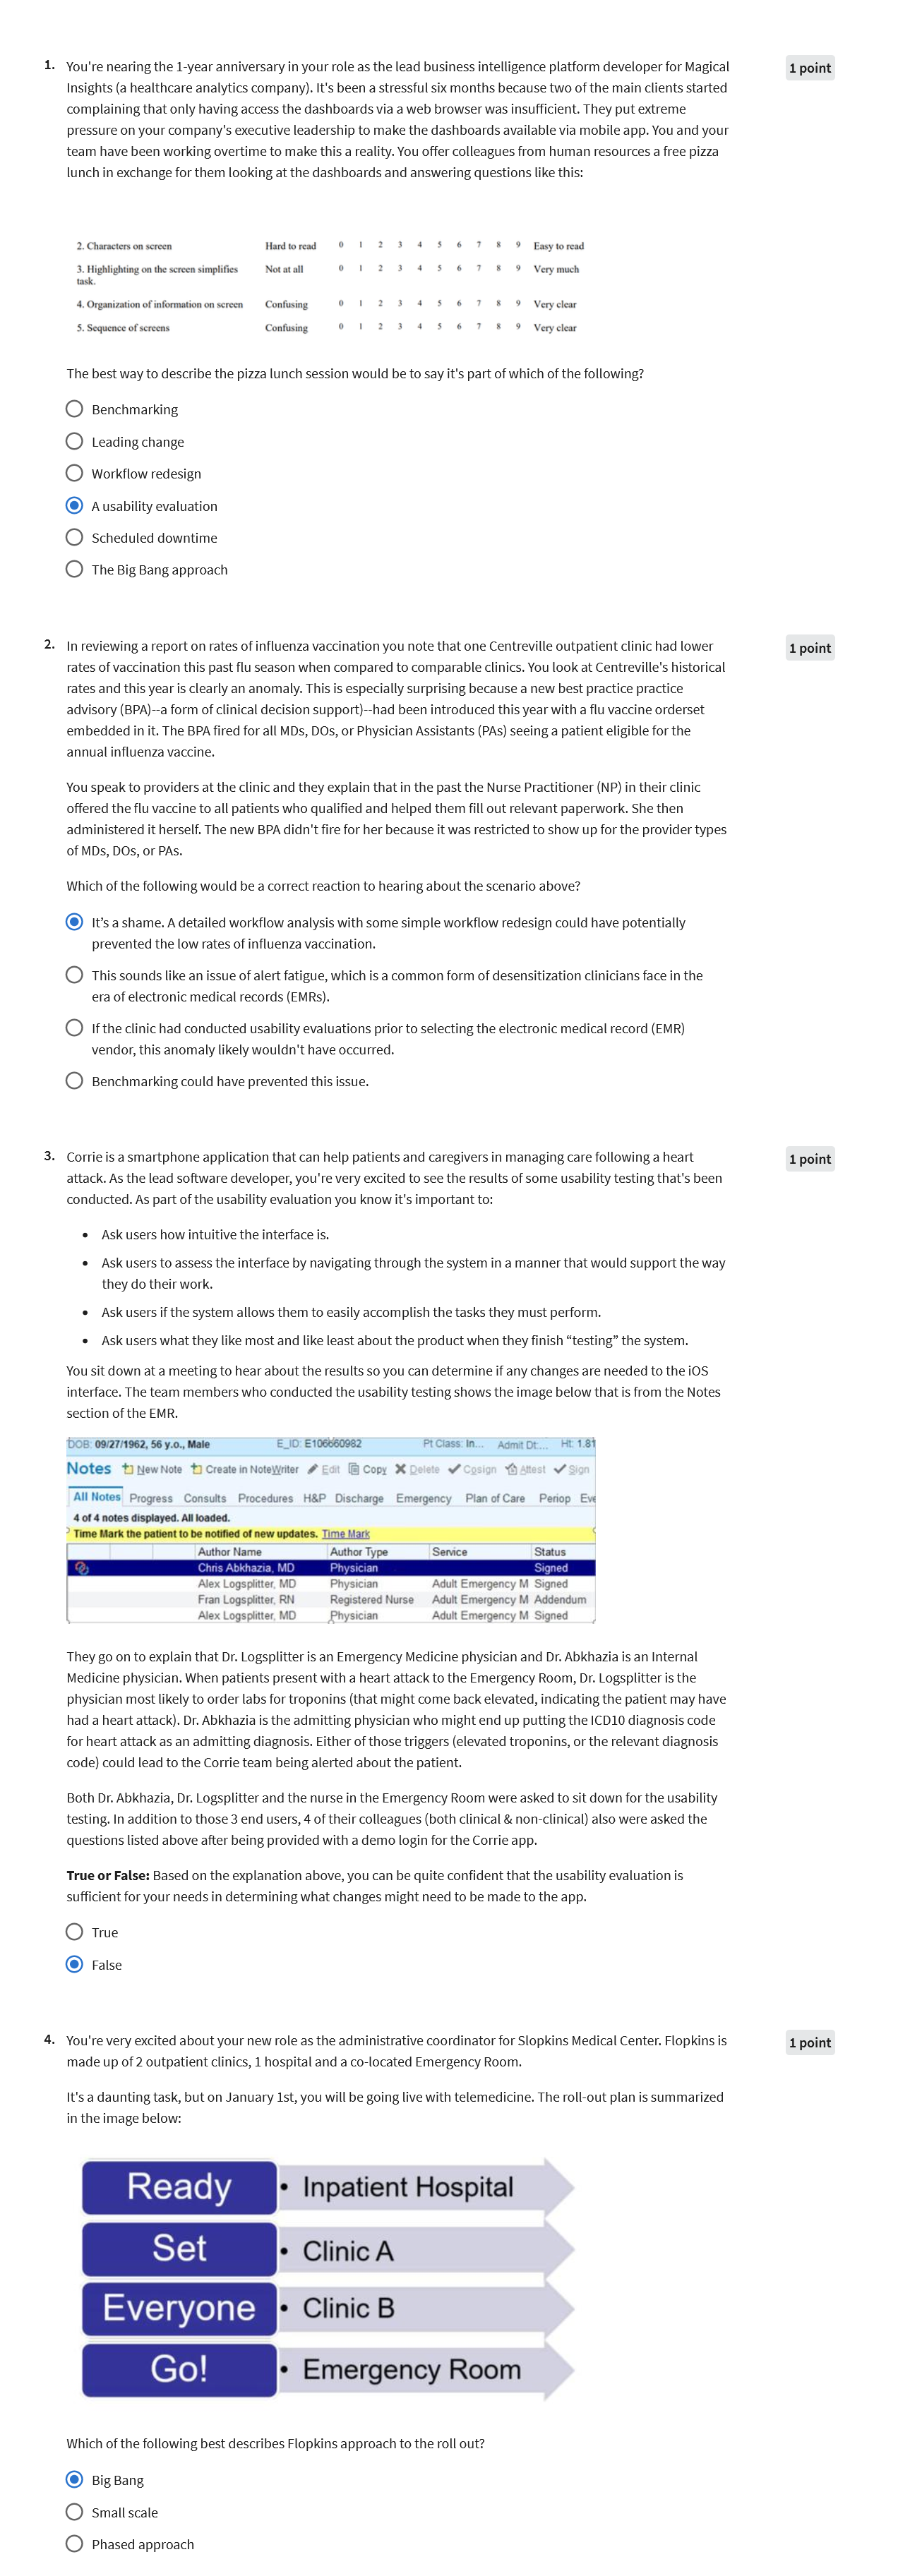 1. You're nearing the 1-year anniversary in your role as the lead business intelligence platform developer for Magical
1 point
Insights (a healthcare analytics company). It's been a stressful six months because two of the main clients started
complaining that only having access the dashboards via a web browser was insufficient. They put extreme
pressure on your company's executive leadership to make the dashboards available via mobile app. You and your
team have been working overtime to make this a reality. You offer colleagues from human resources a free pizza
lunch in exchange for them looking at the dashboards and answering questions like this:
2. Characters on screen Hard to read 0 1 2 3 4 5 6 7 8 9 Easy to read
3. Highlighting on the screen simplifies Not at all 0 1 2 3 4 5 6 7 8 9 Very much
task.
4. Organization of information on screen Confusing 0 1 2 3 4 5 6 7 8 9 Very clear
5. Sequence of screens Confusing 0 1 2 3 4 5 6 7 8 9 Very clear
The best way to describe the pizza lunch session would be to say it's part of which of the following?
Benchmarking
Leading change
Workflow redesign
A usability evaluation
Scheduled downtime
The Big Bang approach
2. In reviewing a report on rates of influenza vaccination you note that one Centreville outpatient clinic had lower
1 point
rates of vaccination this past flu season when compared to comparable clinics. You look at Centreville's historical
rates and this year is clearly an anomaly. This is especially surprising because a new best practice practice
advisory (BPA)--a form of clinical decision support)--had been introduced this year with a flu vaccine orderset
embedded in it. The BPA fired for all MDs, DOs, or Physician Assistants (PAs) seeing a patient eligible for the
annual influenza vaccine.
You speak to providers at the clinic and they explain that in the past the Nurse Practitioner (NP) in their clinic
offered the flu vaccine to all patients who qualified and helped them fill out relevant paperwork. She then
administered it herself. The new BPA didn't fire for her because it was restricted to show up for the provider types
of MDs, DOs, or PAs.
Which of the following would be a correct reaction to hearing about the scenario above?
It's a shame. A detailed workflow analysis with some simple workflow redesign could have potentially
prevented the low rates of influenza vaccination.
This sounds like an issue of alert fatigue, which is a common form of desensitization clinicians face in the
era of electronic medical records (EMRs).
If the clinic had conducted usability evaluations prior to selecting the electronic medical record (EMR)
vendor, this anomaly likely wouldn't have occurred.
Benchmarking could have prevented this issue.
3. Corrie is a smartphone application that can help patients and caregivers in managing care following a heart
1 point
attack. As the lead software developer, you're very excited to see the results of some usability testing that's been
conducted. As part of the usability evaluation you know it's important to:
• Ask users how intuitive the interface is.
• Ask users to assess the interface by navigating through the system in a manner that would support the way
they do their work.
• Ask users if the system allows them to easily accomplish the tasks they must perform.
• Ask users what they like most and like least about the product when they finish “testing” the system.
You sit down at a meeting to hear about the results so you can determine if any changes are needed to the iOS
interface. The team members who conducted the usability testing shows the image below that is from the Notes
section of the EMR.
DOB: 09/27/1962, 56 y.o., Male E_ID: E106660982 Pt Class: In... Admit Dt:... Ht: 1.81
Notes New Note Create in NoteWriter Edit Copy Delete Cosign Attest Sign
All Notes Progress Consults Procedures H&P Discharge Emergency Plan of Care Periop Eve
4 of 4 notes displayed. All loaded.
Time Mark the patient to be notified of new updates. Time Mark
Author Name Author Type Service Status
Chris Abkhazia, MD Physician Signed
Alex Logsplitter, MD Physician Adult Emergency M Signed
Fran Logsplitter, RN Registered Nurse Adult Emergency M Addendum
Alex Logsplitter, MD Physician Adult Emergency M Signed
They go on to explain that Dr. Logsplitter is an Emergency Medicine physician and Dr. Abkhazia is an Internal
Medicine physician. When patients present with a heart attack to the Emergency Room, Dr. Logsplitter is the
physician most likely to order labs for troponins (that might come back elevated, indicating the patient may have
had a heart attack). Dr. Abkhazia is the admitting physician who might end up putting the ICD10 diagnosis code
for heart attack as an admitting diagnosis. Either of those triggers (elevated troponins, or the relevant diagnosis
code) could lead to the Corrie team being alerted about the patient.
Both Dr. Abkhazia, Dr. Logsplitter and the nurse in the Emergency Room were asked to sit down for the usability
testing. In addition to those 3 end users, 4 of their colleagues (both clinical & non-clinical) also were asked the
questions listed above after being provided with a demo login for the Corrie app.
True or False: Based on the explanation above, you can be quite confident that the usability evaluation is
sufficient for your needs in determining what changes might need to be made to the app.
True
False
4. You're very excited about your new role as the administrative coordinator for Slopkins Medical Center. Flopkins is
1 point
made up of 2 outpatient clinics, 1 hospital and a co-located Emergency Room.
It's a daunting task, but on January 1st, you will be going live with telemedicine. The roll-out plan is summarized
in the image below:
Ready • Inpatient Hospital
Set • Clinic A
Everyone • Clinic B
Go! • Emergency Room
Which of the following best describes Flopkins approach to the roll out?
Big Bang
Small scale
Phased approach